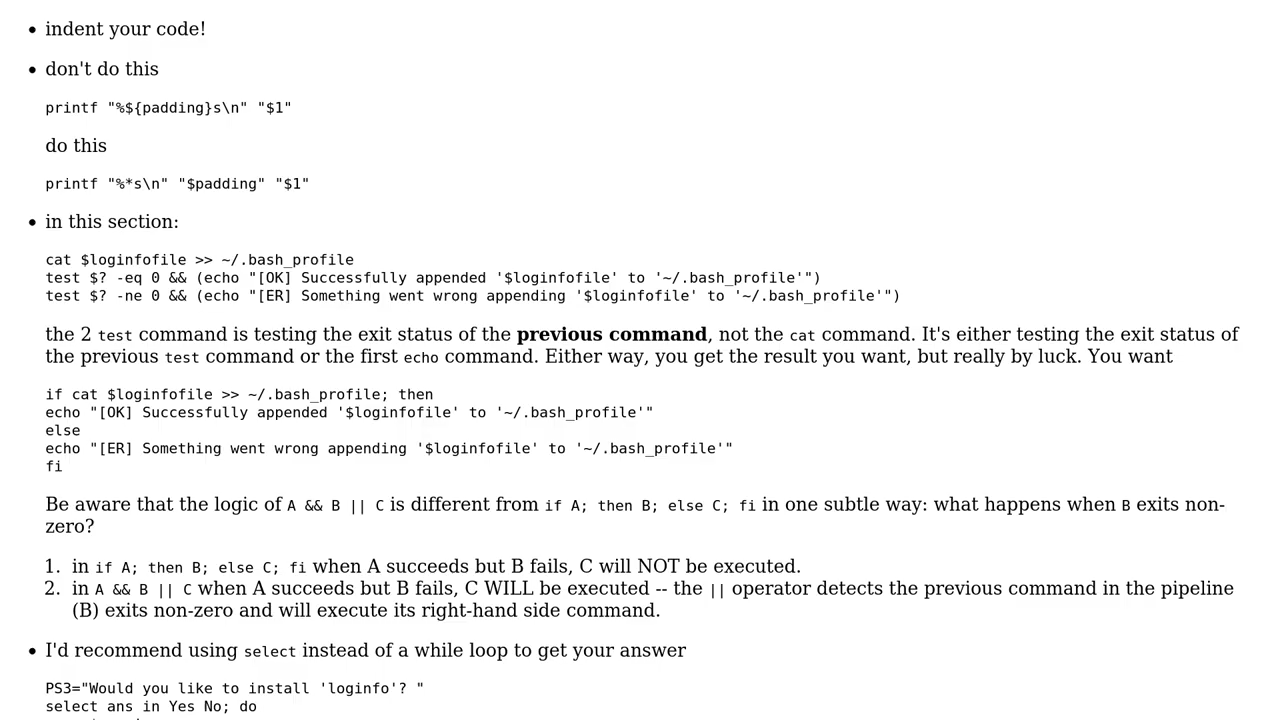 • indent your code!
• don't do this
printf "%${padding}s\n" "$1"
do this
printf "%*s\n" "$padding" "$1"
• in this section:
cat $loginfofile >> ~/.bash_profile
test $? -eq 0 && (echo "[OK] Successfully appended '$loginfofile' to '~/.bash_profile'")
test $? -ne 0 && (echo "[ER] Something went wrong appending '$loginfofile' to '~/.bash_profile'")
the 2 test command is testing the exit status of the previous command, not the cat command. It's either testing the exit status of
the previous test command or the first echo command. Either way, you get the result you want, but really by luck. You want
if cat $loginfofile >> ~/.bash_profile; then
echo "[OK] Successfully appended '$loginfofile' to '~/.bash_profile'"
else
echo "[ER] Something went wrong appending '$loginfofile' to '~/.bash_profile'"
fi
Be aware that the logic of A && B || C is different from if A; then B; else C; fi in one subtle way: what happens when B exits non-
zero?
1. in if A; then B; else C; fi when A succeeds but B fails, C will NOT be executed.
2. in A && B || C when A succeeds but B fails, C WILL be executed -- the || operator detects the previous command in the pipeline
(B) exits non-zero and will execute its right-hand side command.
• I'd recommend using select instead of a while loop to get your answer
PS3="Would you like to install 'loginfo'? "
select ans in Yes No; do